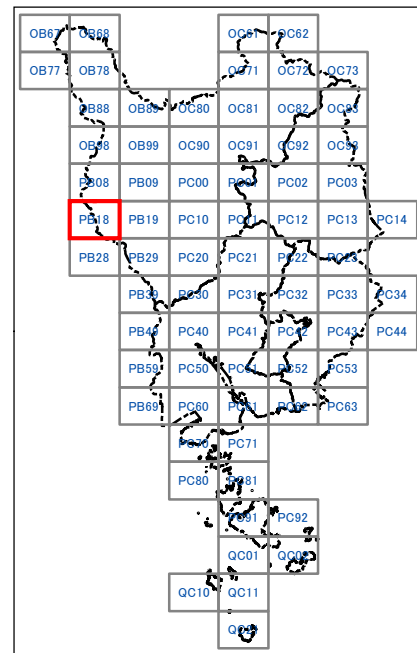 OB67 OB68 OC61 OC62
OB77 OB78 OC71 OC72 OC73
OB88 OB89 OC80 OC81 OC82 OC83
OB98 OB99 OC90 OC91 OC92 OC93
PB08 PB09 PC00 PC01 PC02 PC03
PB18 PB19 PC10 PC11 PC12 PC13 PC14
PB28 PB29 PC20 PC21 PC22 PC23
PB39 PC30 PC31 PC32 PC33 PC34
PB49 PC40 PC41 PC42 PC43 PC44
PB59 PC50 PC51 PC52 PC53
PB69 PC60 PC61 PC62 PC63
PC70 PC71
PC80 PC81
PC91 PC92
QC01 QC02
QC10 QC11
QC21